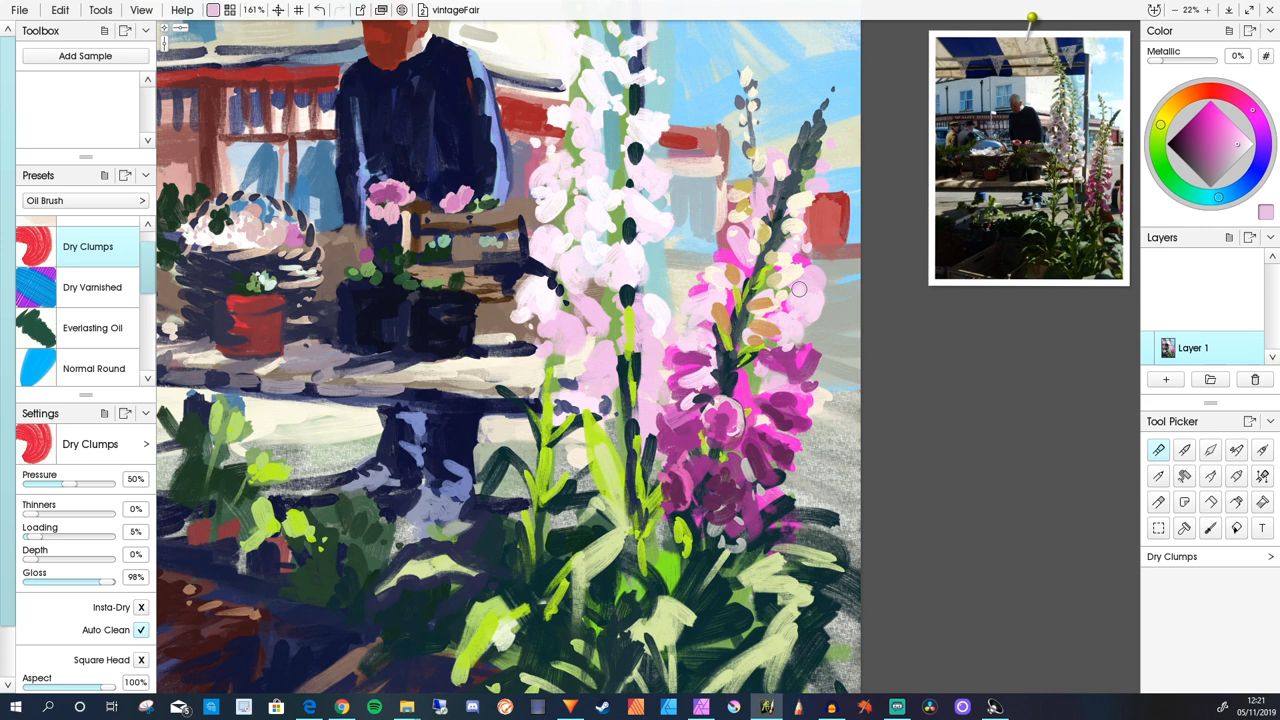 File Edit Tools View Help 161% 2 vintageFair 22%
Toolbox
Add Sample
Presets
Oil Brush >
Dry Clumps
Dry Varnished
Everlasting Oil
Normal Round
Settings
Dry Clumps >
Pressure 50%
Thinners 0%
Loading 5%
Depth 0%
Gloss 98%
Insta-Dry X
Auto Clean
Square Head X
Aspect 100%
Color
Metallic
0% #
Layers
Layer 1
Tool Picker
T
Dry Clumps >
12:21
05/11/2019